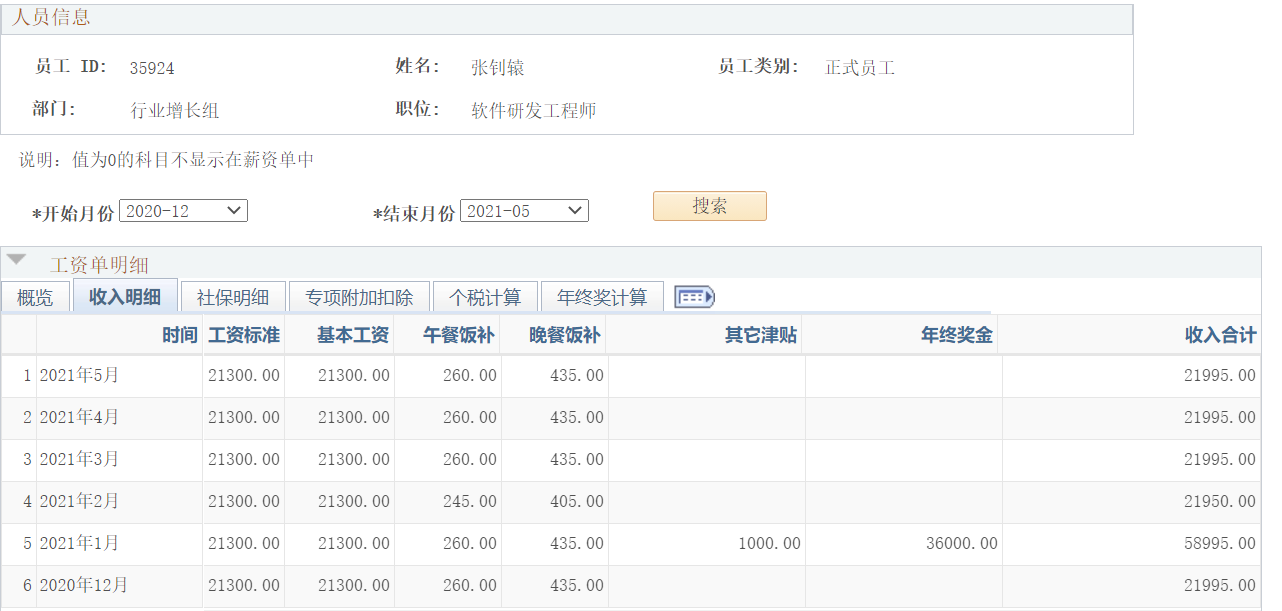 人员信息
员工 ID: 35924 姓名: 张钊辕 员工类别: 正式员工
部门: 行业增长组 职位: 软件研发工程师
说明: 值为0的科目不显示在薪资单中
*开始月份 2020-12 *结束月份 2021-05 搜索
工资单明细
概览 收入明细 社保明细 专项附加扣除 个税计算 年终奖计算
时间 工资标准 基本工资 午餐饭补 晚餐饭补 其它津贴 年终奖金 收入合计
1 2021年5月 21300.00 21300.00 260.00 435.00 21995.00
2 2021年4月 21300.00 21300.00 260.00 435.00 21995.00
3 2021年3月 21300.00 21300.00 260.00 435.00 21995.00
4 2021年2月 21300.00 21300.00 245.00 405.00 21950.00
5 2021年1月 21300.00 21300.00 260.00 435.00 1000.00 36000.00 58995.00
6 2020年12月 21300.00 21300.00 260.00 435.00 21995.00